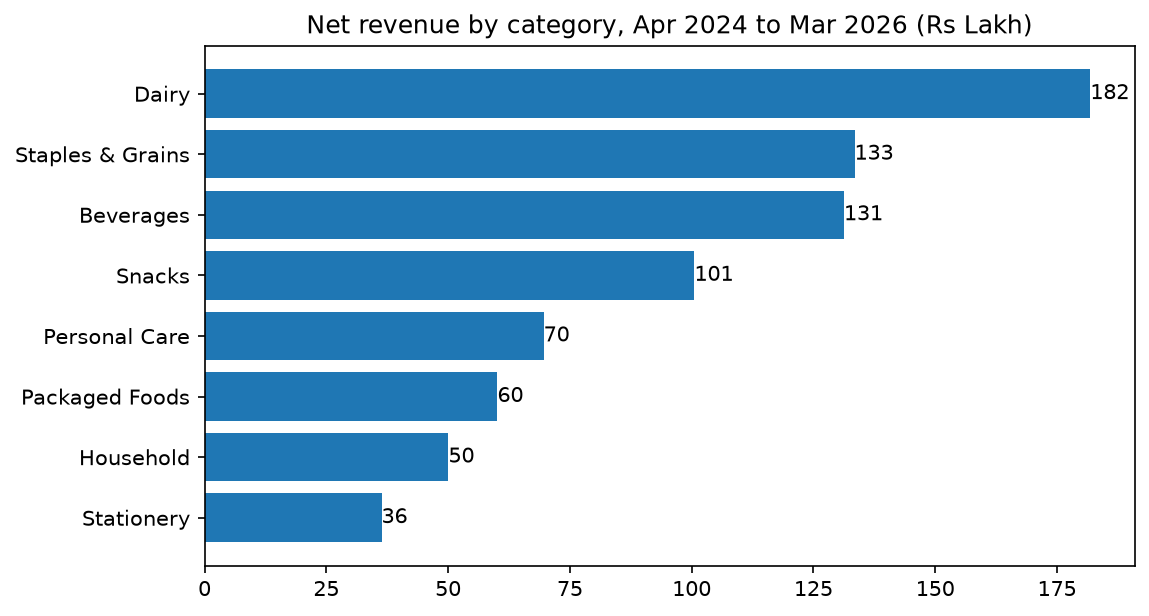 Net revenue by category, Apr 2024 to Mar 2026 (Rs Lakh)
Dairy 182
Staples & Grains 133
Beverages 131
Snacks 101
Personal Care 70
Packaged Foods 60
Household 50
Stationery 36
0 25 50 75 100 125 150 175